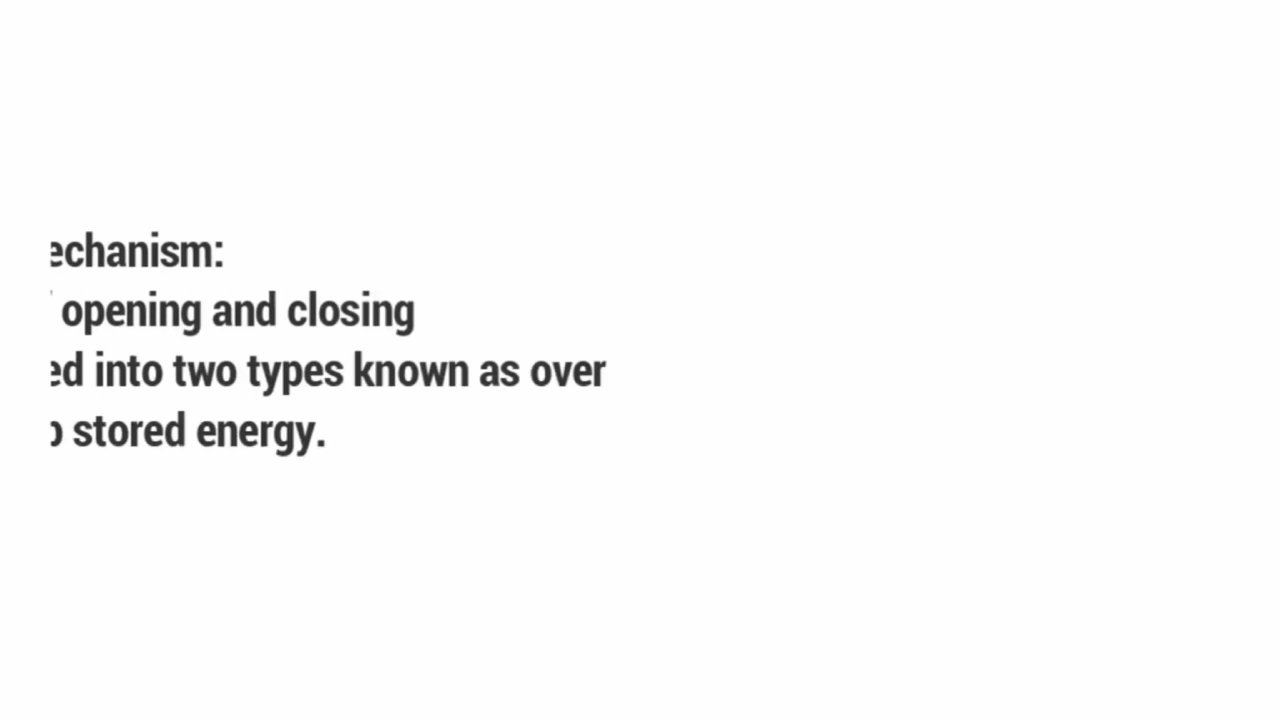 echanism:
opening and closing
ed into two types known as over
stored energy.